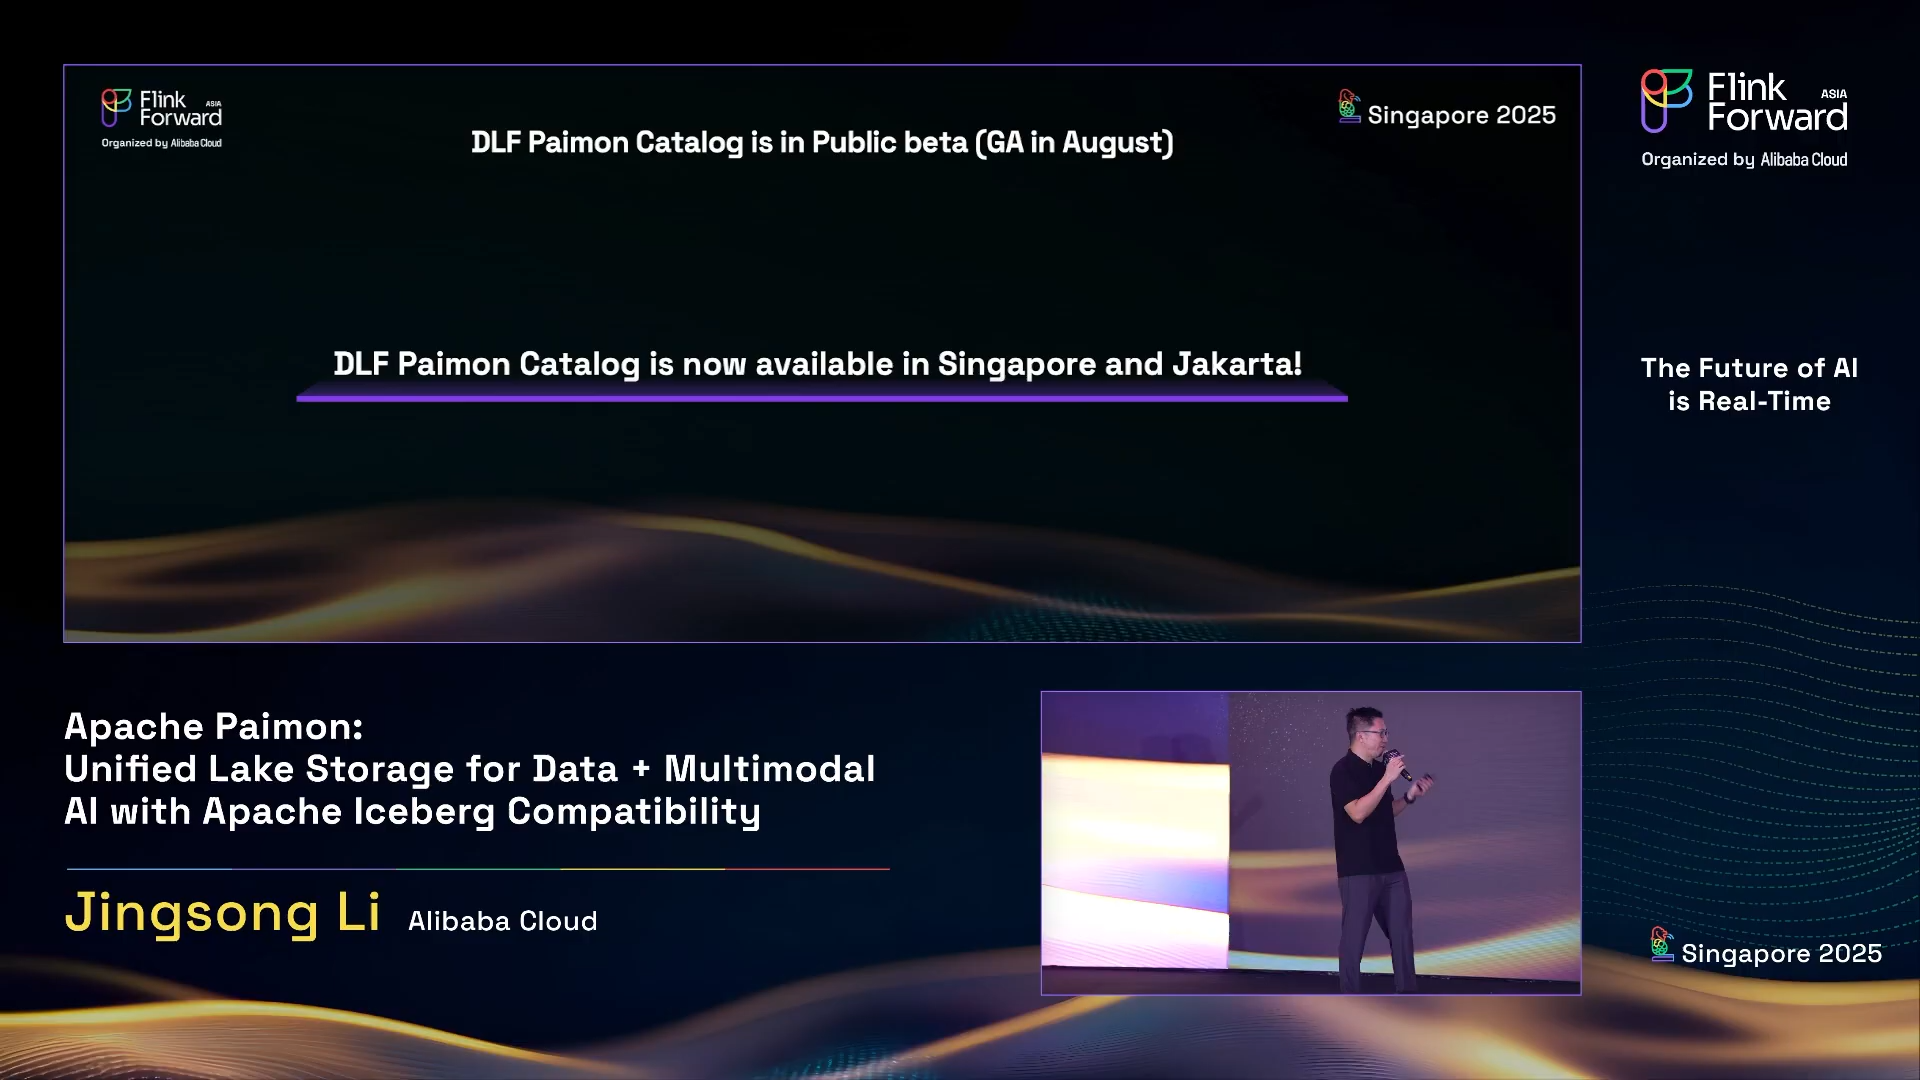 Flink
Forward
ASIA
Organized by Alibaba Cloud
Singapore 2025
DLF Paimon Catalog is in Public beta (GA in August)
DLF Paimon Catalog is now available in Singapore and Jakarta!
Flink
Forward
ASIA
Organized by Alibaba Cloud
The Future of AI
is Real-Time
Apache Paimon:
Unified Lake Storage for Data + Multimodal
AI with Apache Iceberg Compatibility
Jingsong Li Alibaba Cloud
Singapore 2025